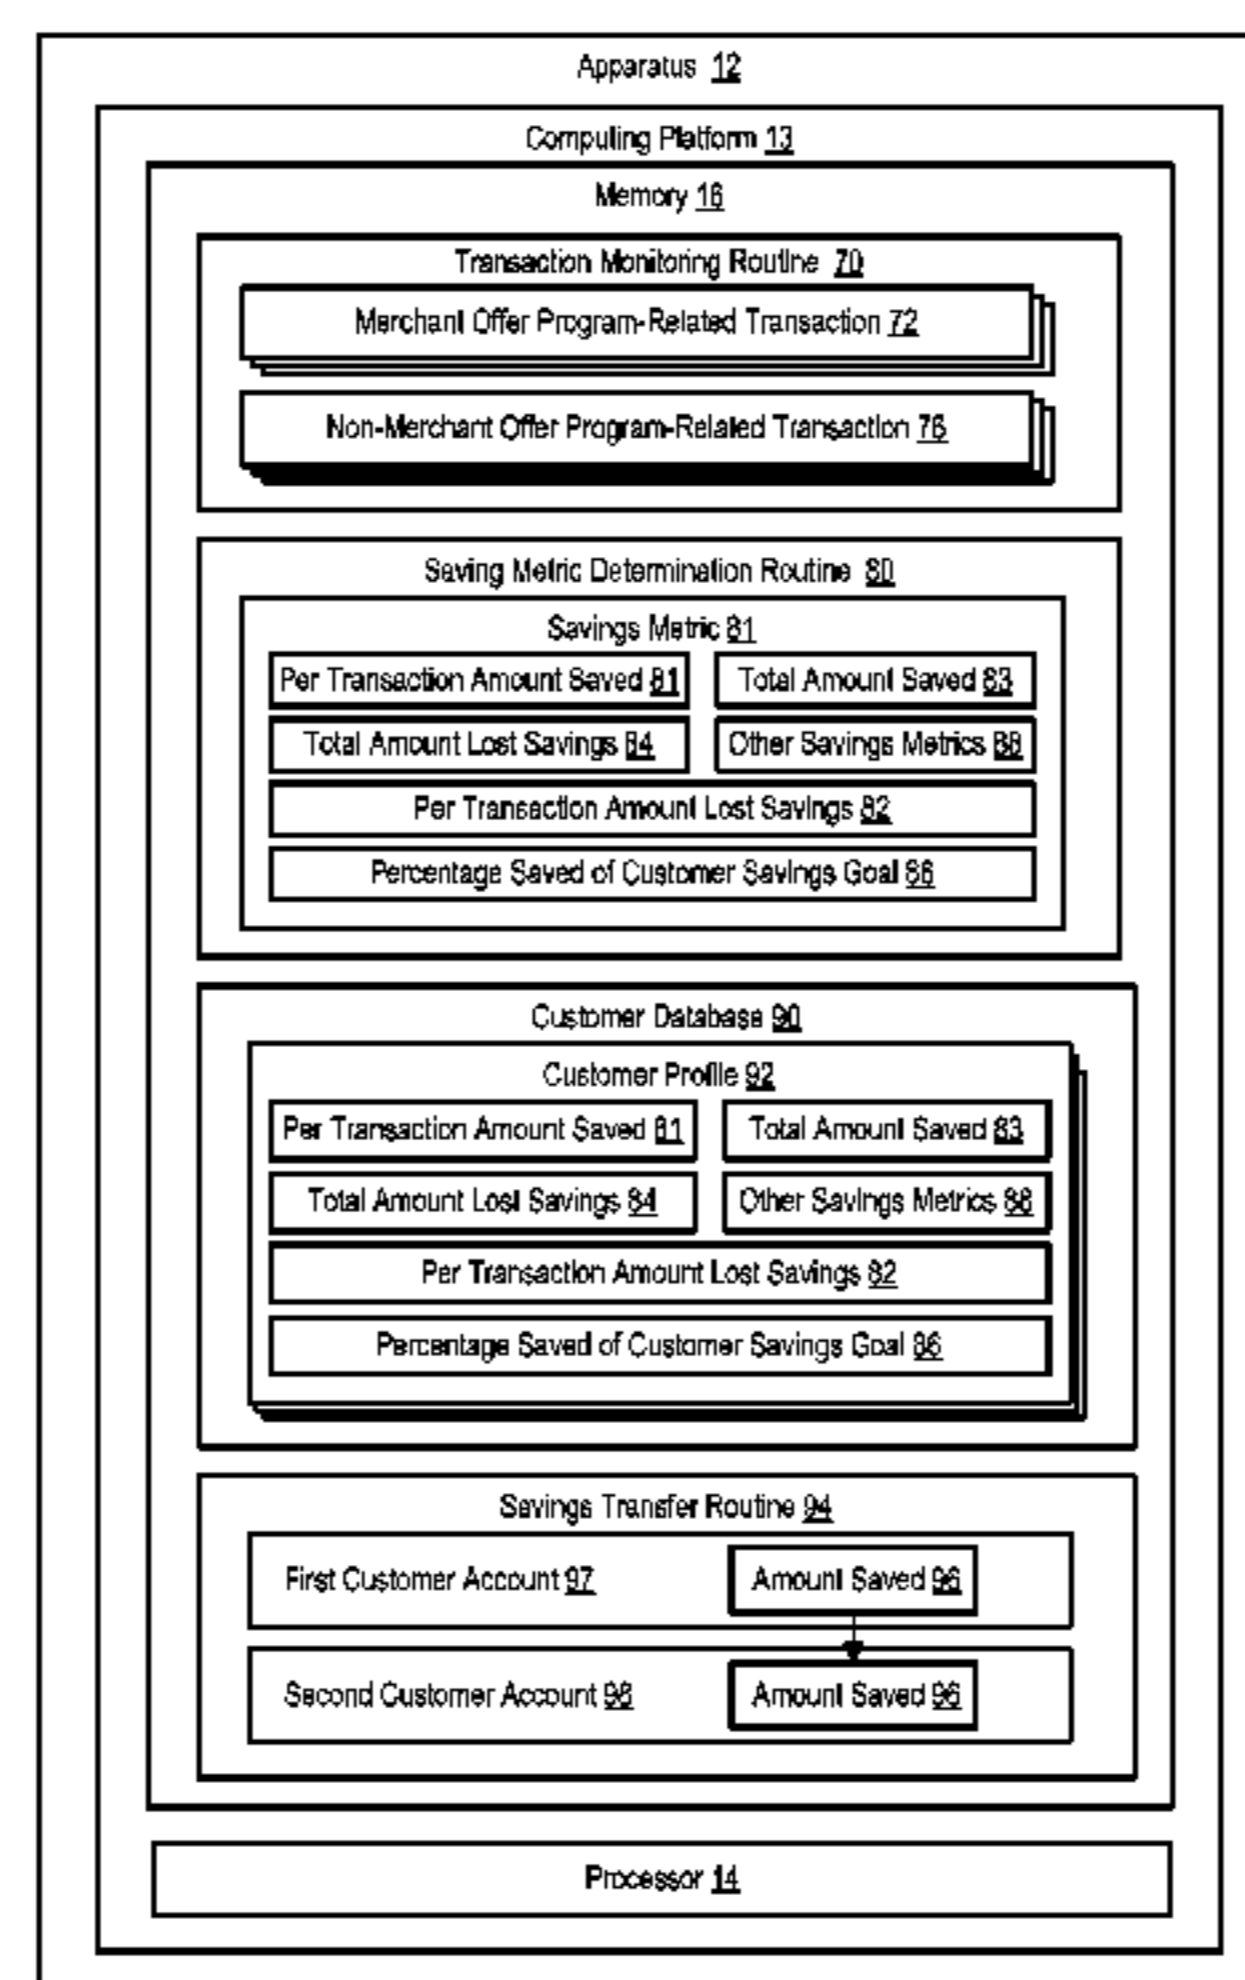 Apparatus 12
Computing Platform 13
Memory 16
Transaction Monitoring Routine 70
Merchant Offer Program-Related Transaction 72
Non-Merchant Offer Program-Related Transaction 76
Saving Metric Determination Routine 80
Savings Metric 81
Per Transaction Amount Saved 81 Total Amount Saved 83
Total Amount Lost Savings 84 Other Savings Metrics 88
Per Transaction Amount Lost Savings 82
Percentage Saved of Customer Savings Goal 86
Customer Database 90
Customer Profile 92
Per Transaction Amount Saved 81 Total Amount Saved 83
Total Amount Lost Savings 84 Other Savings Metrics 88
Per Transaction Amount Lost Savings 82
Percentage Saved of Customer Savings Goal 86
Savings Transfer Routine 94
First Customer Account 97 Amount Saved 96
Second Customer Account 98 Amount Saved 96
Processor 14